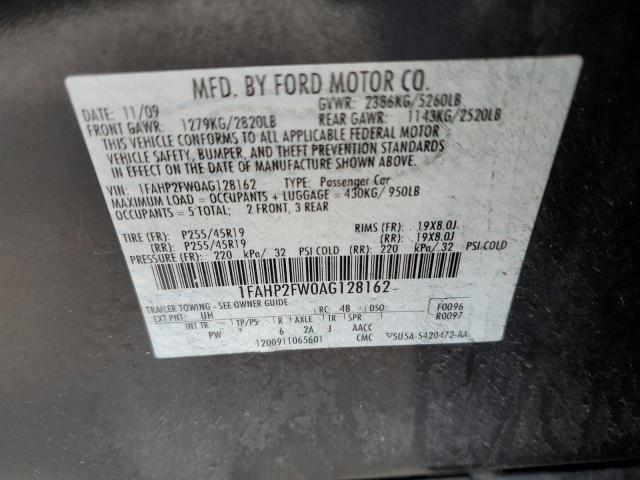 MFD. BY FORD MOTOR CO.
DATE: 11/09 GVWR: 2386KG/5260LB
FRONT GAWR: 1279KG/2820LB REAR GAWR: 1143KG/2520LB
THIS VEHICLE CONFORMS TO ALL APPLICABLE FEDERAL MOTOR
VEHICLE SAFETY, BUMPER, AND THEFT PREVENTION STANDARDS
IN EFFECT ON THE DATE OF MANUFACTURE SHOWN ABOVE.
VIN: 1FAHP2FW0AG128162 TYPE: Passenger Car
MAXIMUM LOAD = OCCUPANTS + LUGGAGE = 430KG/ 950LB
OCCUPANTS = 5 TOTAL; 2 FRONT, 3 REAR
TIRE (FR): P255/45R19 RIMS (FR): 19X8.0J
(R): P255/45R19 (R): 19X8.0J
PRESSURE (FR): 220 kPa/ 32 PSI COLD (R): 220 kPa/ 32 PSI COLD
1FAHP2FW0AG128162
TRAILER TOWING - SEE OWNER GUIDE F0096
EXT PNT: UH RC: 48 DSO: R0097
INT TR TP/PS R AXLE TR SPR
PW * 6 2A J AACC
1200911065601 CMC 5U5A-5420472-AA